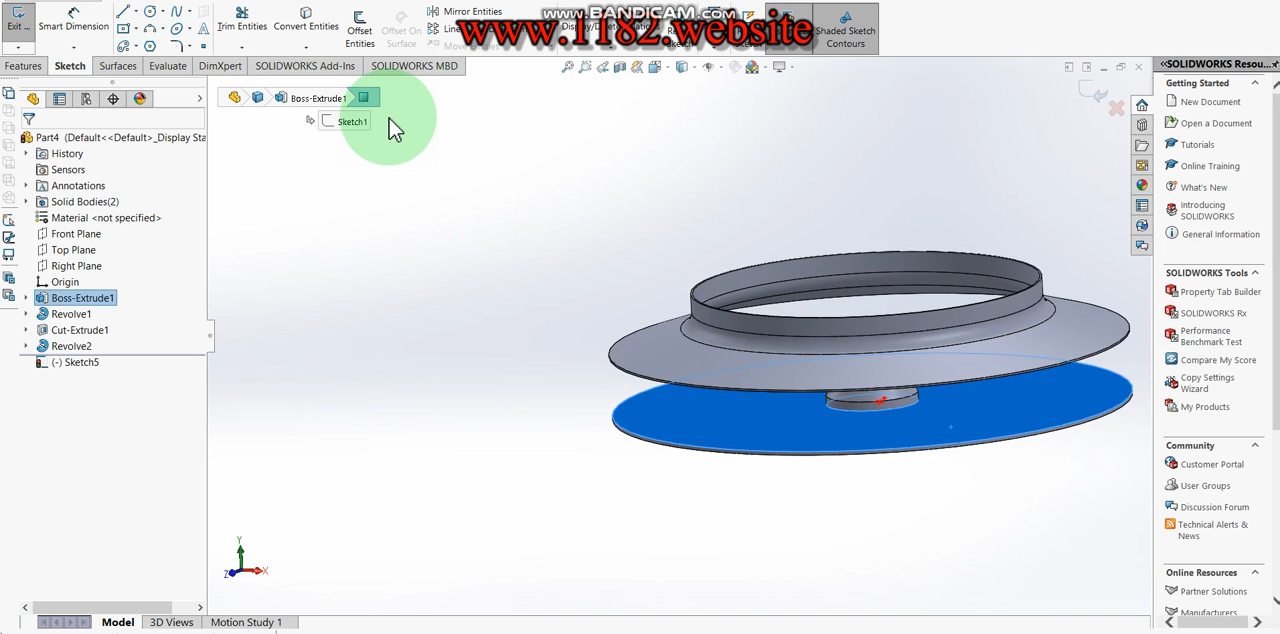 www.BANDICAM.com
www.1182.website
Exit ...
Smart Dimension
Trim Entities
Convert Entities
Offset Entities
Offset On Surface
Mirror Entities
Shaded Sketch Contours
Features
Sketch
Surfaces
Evaluate
DimXpert
SOLIDWORKS Add-Ins
SOLIDWORKS MBD
Boss-Extrude1
Sketch1
Part4 (Default<<Default>_Display Sta
History
Sensors
Annotations
Solid Bodies(2)
Material <not specified>
Front Plane
Top Plane
Right Plane
Origin
Boss-Extrude1
Revolve1
Cut-Extrude1
Revolve2
(-) Sketch5
Y
X
Z
Model
3D Views
Motion Study 1
SOLIDWORKS Resou...
Getting Started
New Document
Open a Document
Tutorials
Online Training
What's New
Introducing SOLIDWORKS
General Information
SOLIDWORKS Tools
Property Tab Builder
SOLIDWORKS Rx
Performance Benchmark Test
Compare My Score
Copy Settings Wizard
My Products
Community
Customer Portal
User Groups
Discussion Forum
Technical Alerts & News
Online Resources
Partner Solutions
Manufacturers